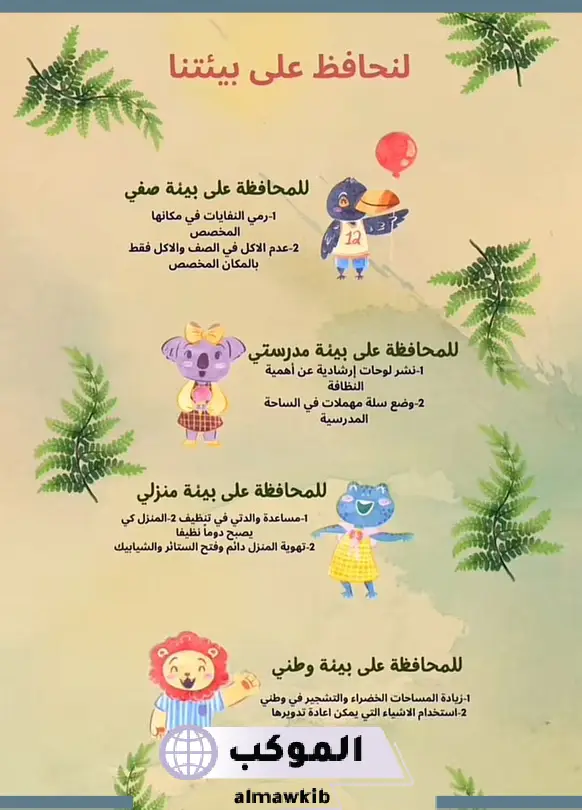 لنحافظ على بيئتنا
للمحافظة على بيئة صفي
1-رمي النفايات في مكانها
المخصص
2-عدم الاكل في الصف والاكل فقط
بالمكان المخصص
12
للمحافظة على بيئة مدرستي
1-نشر لوحات إرشادية عن أهمية
النظافة
2-وضع سلة مهملات في الساحة
المدرسية
للمحافظة على بيئة منزلي
1-مساعدة والدتي في تنظيف 2-المنزل كي
يصبح دوماً نظيفا
2-تهوية المنزل دائم وفتح الستائر والشيابيك
للمحافظة على بيئة وطني
1-زيادة المساحات الخضراء والتشجير في وطني
2-استخدام الاشياء التي يمكن اعادة تدويرها
الموكب
almawkib